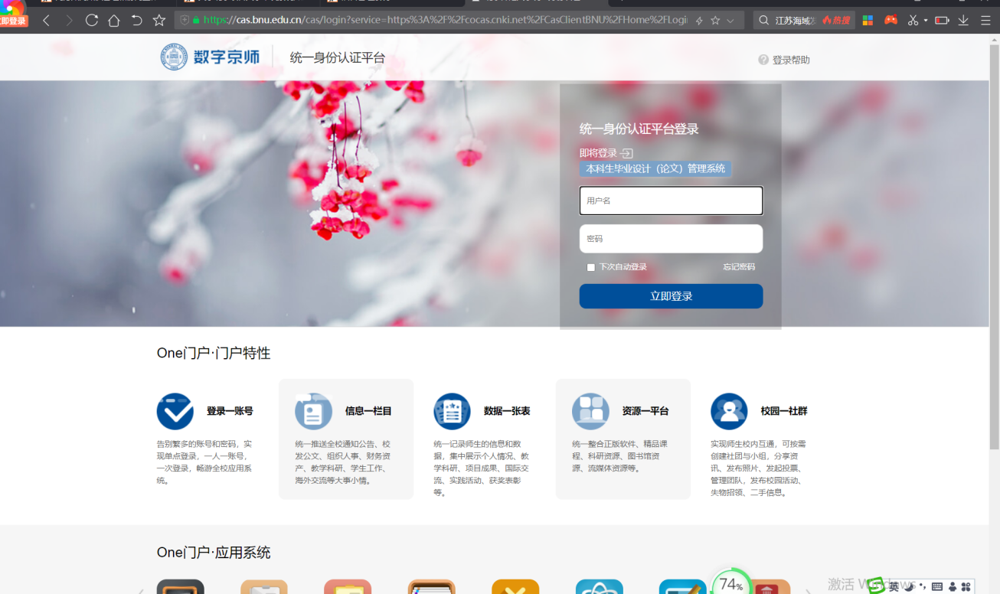 立即登录
https://cas.bnu.edu.cn/cas/login?service=https%3A%2F%2Fcocas.cnki.net%2FCasClientBNU%2FHome%2FLogi
江苏海域
热搜
数字京师
统一身份认证平台
登录帮助
统一身份认证平台登录
即将登录
本科生毕业设计（论文）管理系统
用户名
密码
下次自动登录
忘记密码
立即登录
One门户·门户特性
登录一账号
告别繁多的账号和密码，实
现单点登录，一人一账号，
一次登录，畅游全校应用系
统。
信息一栏目
统一推送全校通知公告、校
发公文、组织人事、财务资
产、教学科研、学生工作、
海外交流等大事小情。
数据一张表
统一记录师生的信息和数
据，集中展示个人情况、教
学科研、项目成果、国际交
流、实践活动、获奖表彰
等。
资源一平台
统一整合正版软件、精品课
程、科研资源、图书馆资
源、流媒体资源等。
校园一社群
实现师生校内互通，可按需
创建社团与小组，分享资
讯、发布照片、发起投票、
管理团队，发布校园活动、
失物招领、二手信息。
One门户·应用系统
74%
激活 Windows
英